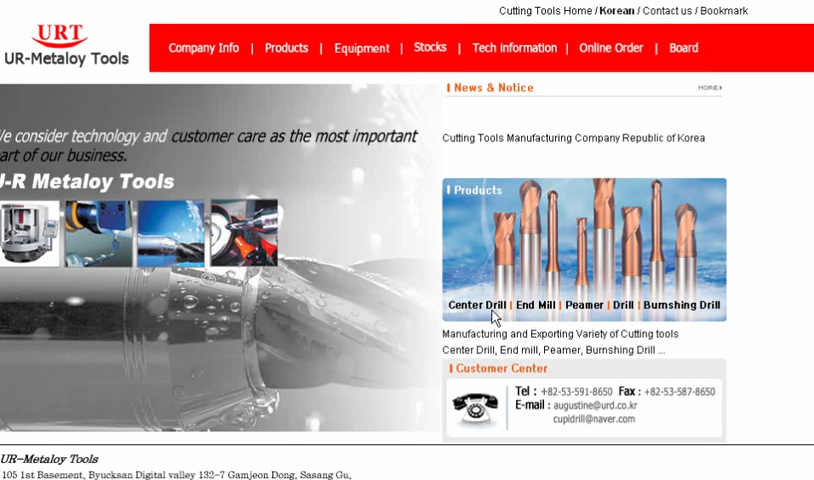 Cutting Tools Home / Korean / Contact us / Bookmark
URT
UR-Metaloy Tools
Company Info | Products | Equipment | Stocks | Tech information | Online Order | Board
News & Notice
MORE
e consider technology and customer care as the most important
art of our business.
-R Metaloy Tools
Cutting Tools Manufacturing Company Republic of Korea
Products
Center Drill | End Mill | Peamer | Drill | Burnshing Drill
Manufacturing and Exporting Variety of Cutting tools
Center Drill, End mill, Peamer, Burnshing Drill ...
Customer Center
Tel : +82-53-591-8650 Fax : +82-53-587-8650
E-mail : augustine@urd.co.kr
cupidrill@naver.com
UR-Metaloy Tools
105 1st Basement, Byucksan Digital valley 132-7 Gamjeon Dong, Sasang Gu,